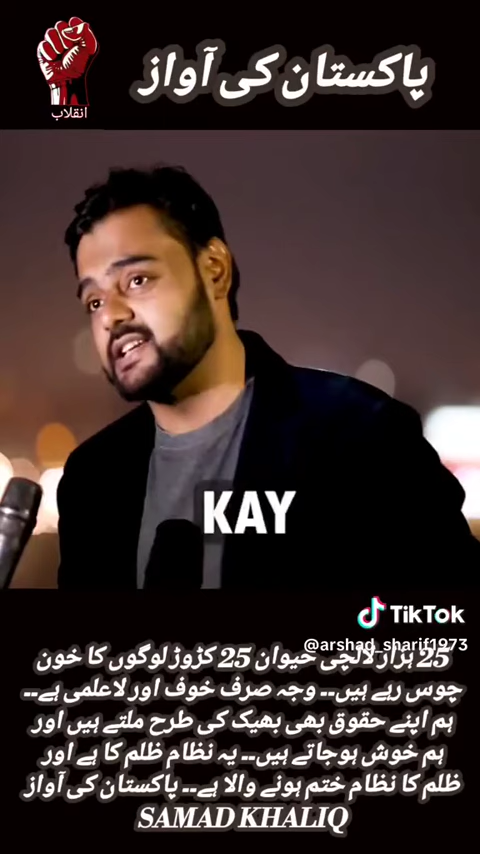 پاکستان کی آواز
انقلاب
KAY
TikTok
@arshad_sharif1973
25 ہزار لالچی حیوان 25 کڑوڑ لوگوں کا خون
چوس رہے ہیں۔۔ وجہ صرف خوف اور لاعلمی ہے۔۔
ہم اپنے حقوق بھی بھیک کی طرح ملتے ہیں اور
ہم خوش ہوجاتے ہیں۔۔ یہ نظام ظلم کا ہے اور
ظلم کا نظام ختم ہونے والا ہے۔۔ پاکستان کی آواز
SAMAD KHALIQ